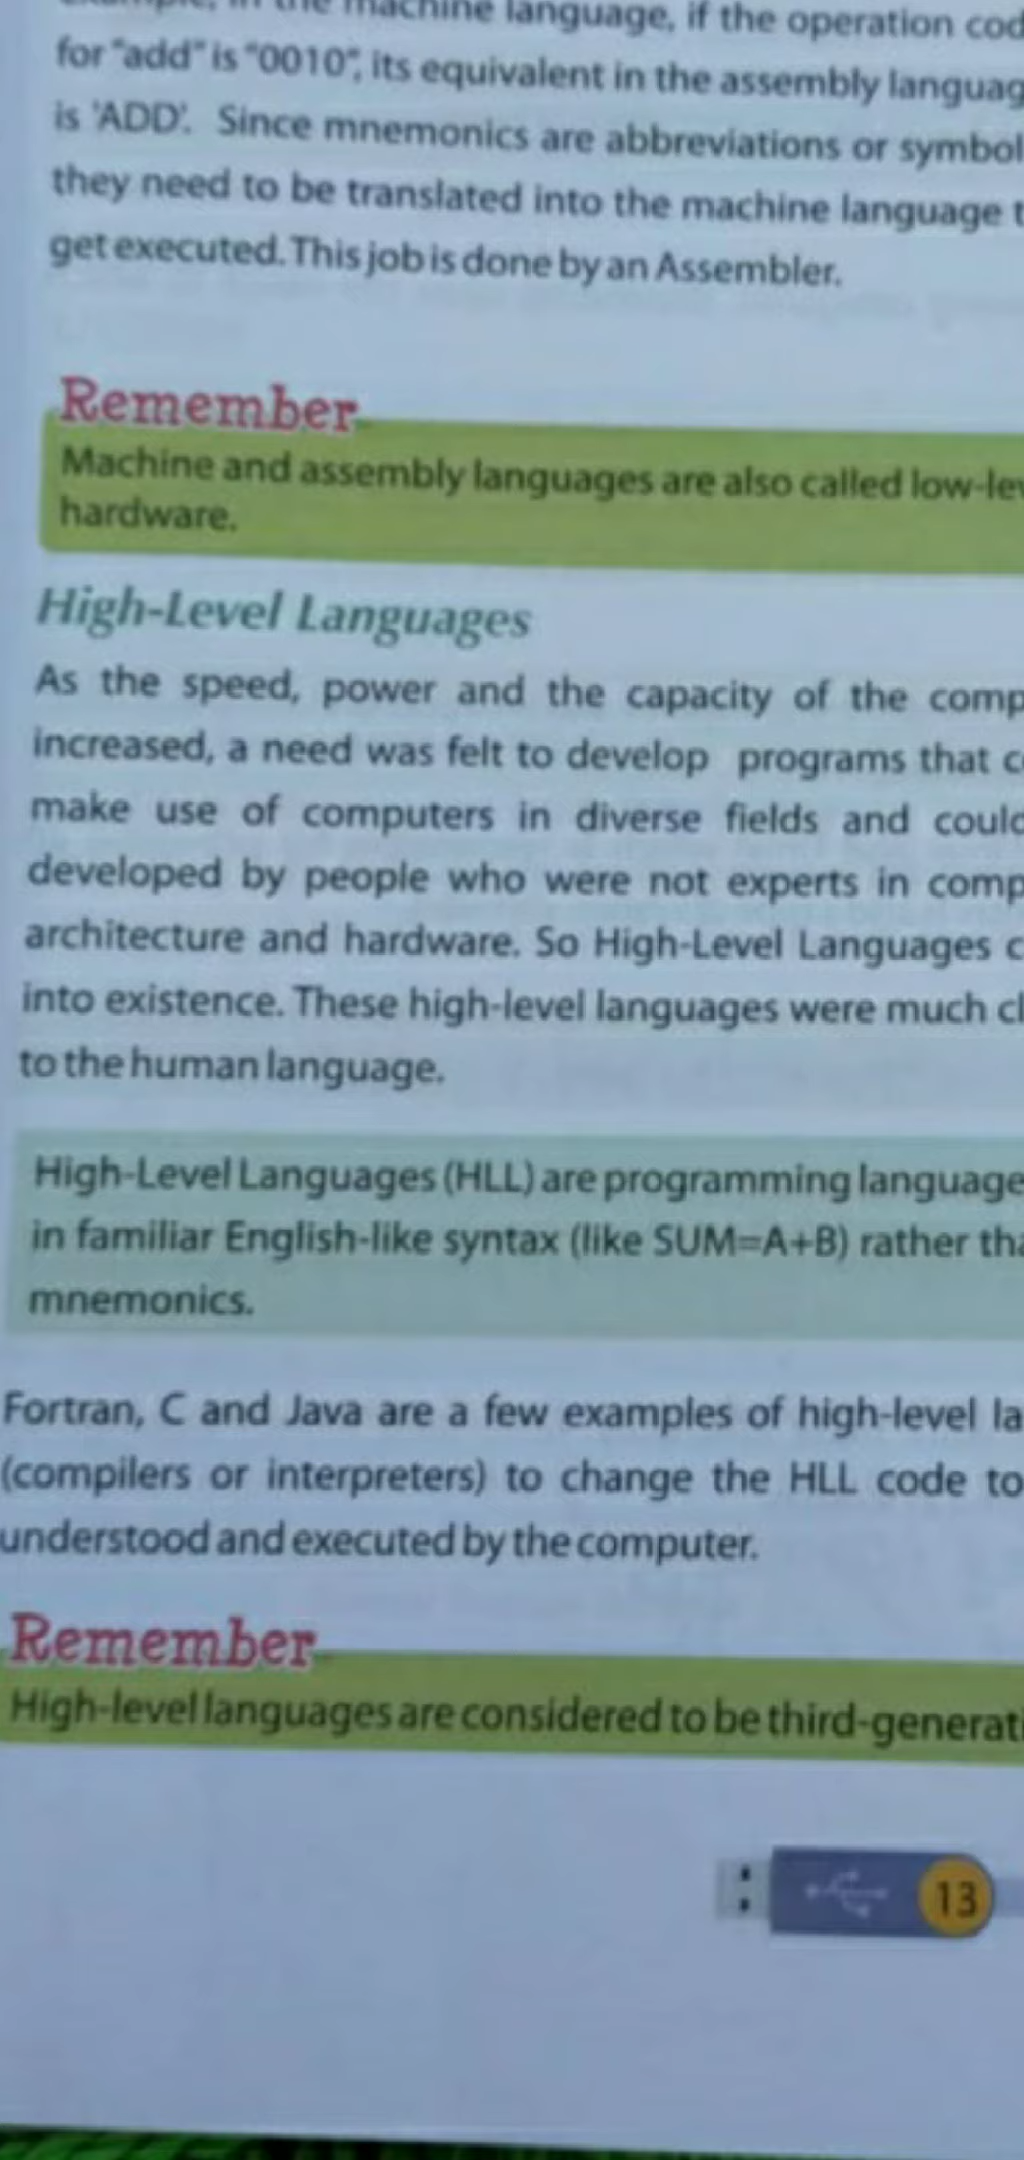 in the machine language, if the operation cod
for "add" is "0010", its equivalent in the assembly languag
is 'ADD'. Since mnemonics are abbreviations or symbol
they need to be translated into the machine language t
get executed. This job is done by an Assembler.
Remember
Machine and assembly languages are also called low-lev
hardware.
High-Level Languages
As the speed, power and the capacity of the comp
increased, a need was felt to develop programs that c
make use of computers in diverse fields and could
developed by people who were not experts in comp
architecture and hardware. So High-Level Languages c
into existence. These high-level languages were much cl
to the human language.
High-Level Languages (HLL) are programming language
in familiar English-like syntax (like SUM=A+B) rather tha
mnemonics.
Fortran, C and Java are a few examples of high-level la
(compilers or interpreters) to change the HLL code to
understood and executed by the computer.
Remember
High-level languages are considered to be third-generati
13